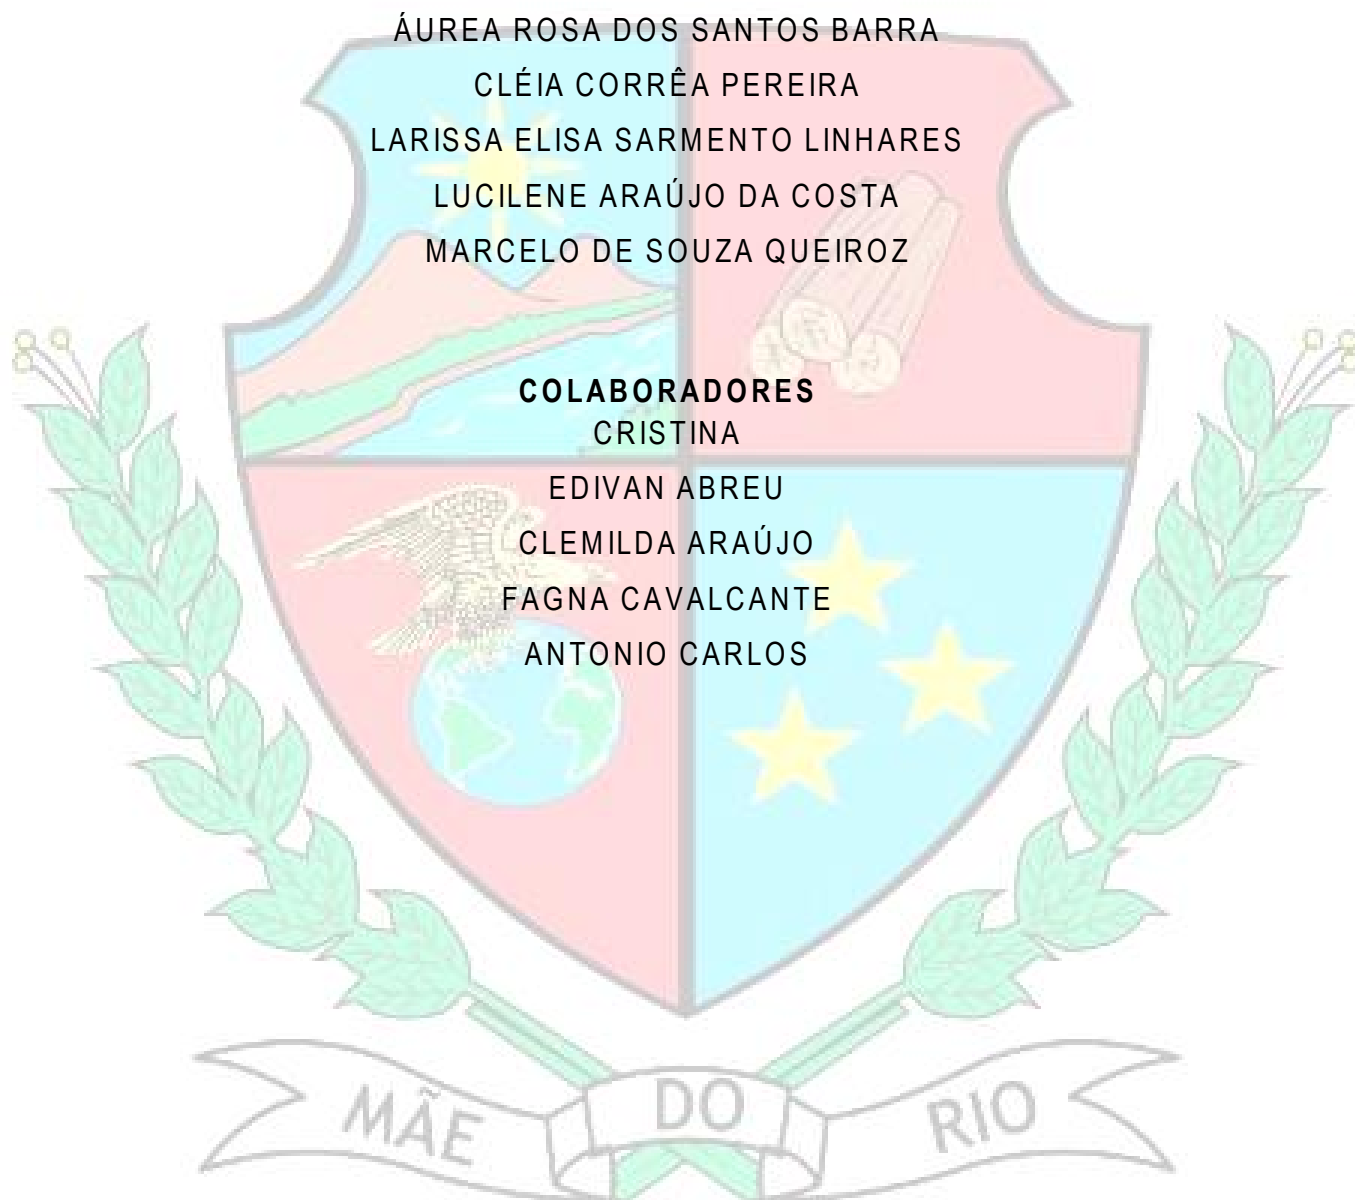 ÁUREA ROSA DOS SANTOS BARRA
CLÉIA CORRÊA PEREIRA
LARISSA ELISA SARMENTO LINHARES
LUCILENE ARAÚJO DA COSTA
MARCELO DE SOUZA QUEIROZ
COLABORADORES
CRISTINA
EDIVAN ABREU
CLEMILDA ARAÚJO
FAGNA CAVALCANTE
ANTONIO CARLOS
MÃE DO RIO